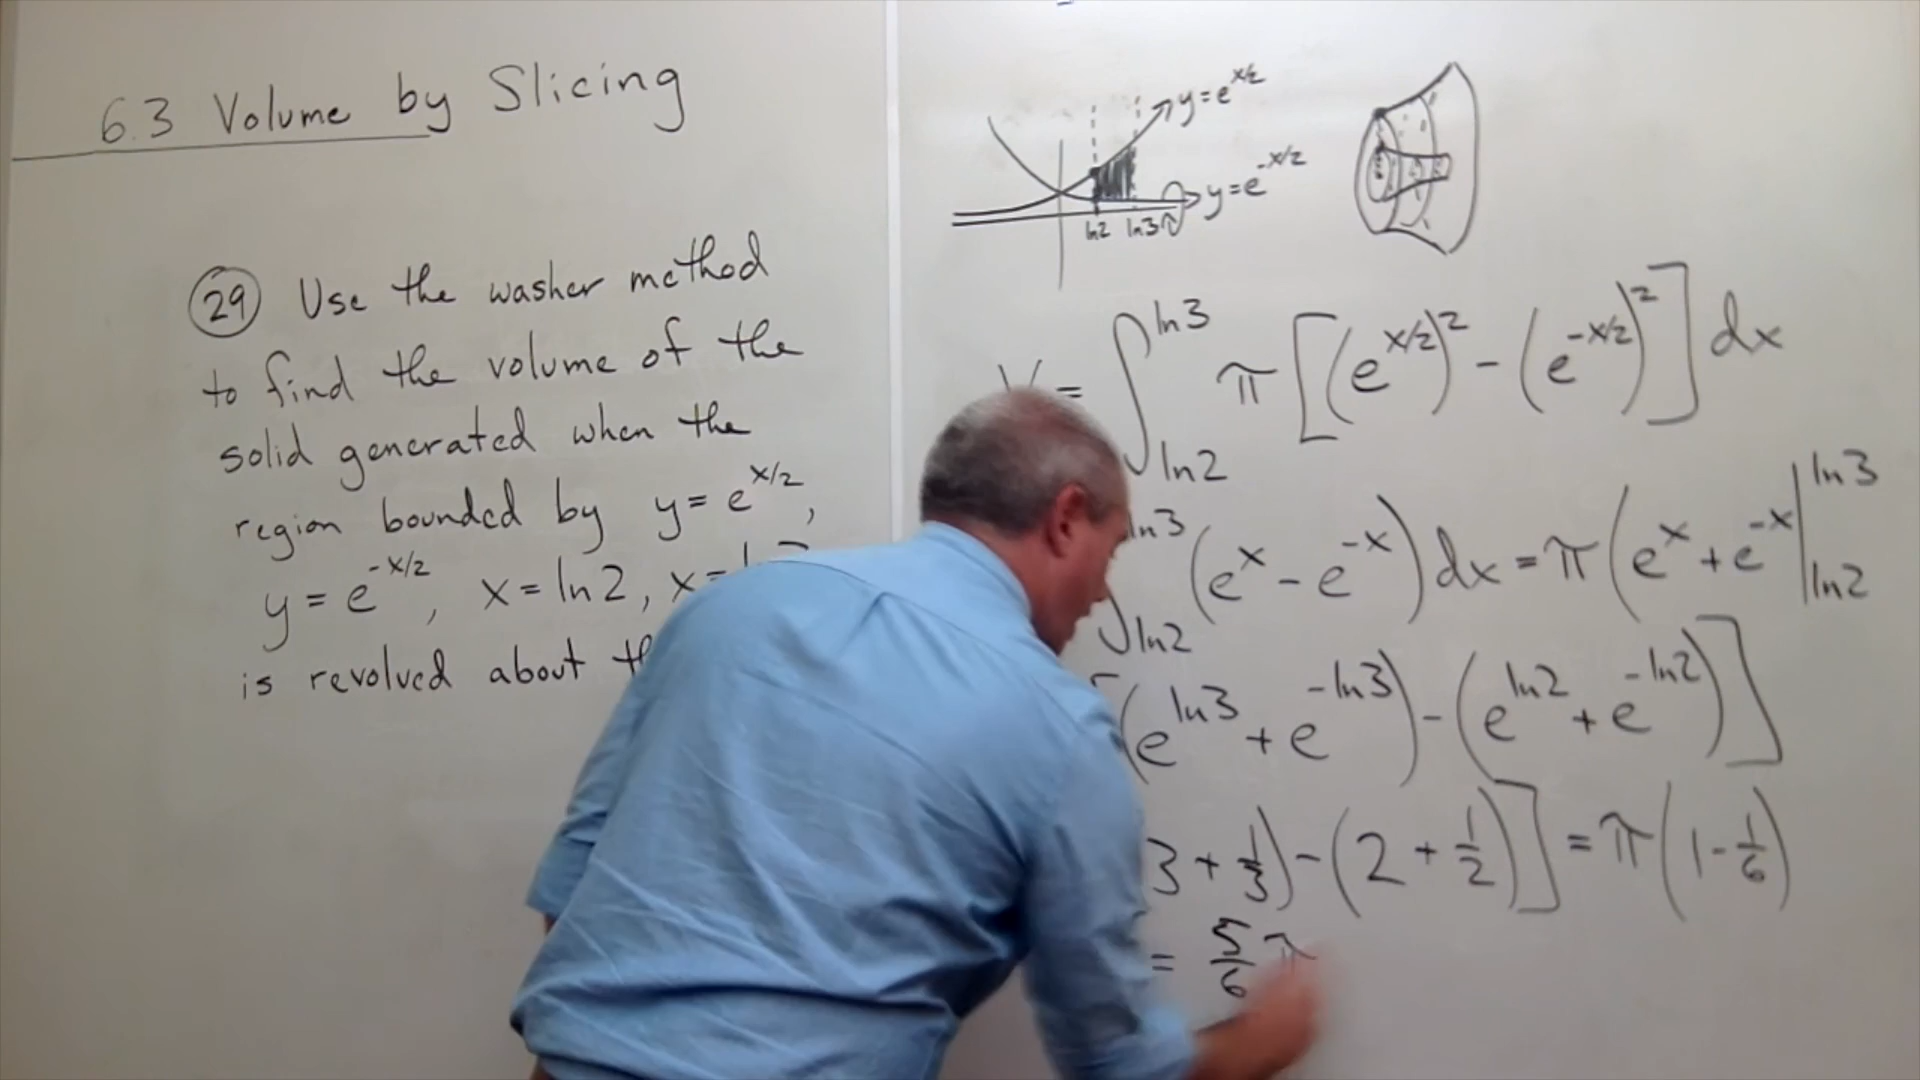 6.3 Volume by Slicing
29 Use the washer method
to find the volume of the
solid generated when the
region bounded by y = e^{x/2},
y = e^{-x/2}, x = ln2, x =
is revolved about
y = e^{x/2}
y = e^{-x/2}
ln2 ln3
= ∫_{ln2}^{ln3} π [(e^{x/2})^2 - (e^{-x/2})^2] dx
∫_{ln2}^{ln3} (e^x - e^{-x}) dx = π (e^x + e^{-x} |_{ln2}^{ln3}
[(e^{ln3} + e^{-ln3}) - (e^{ln2} + e^{-ln2})]
3 + 1/3) - (2 + 1/2)] = π (1 - 1/6)
= 5/6 π